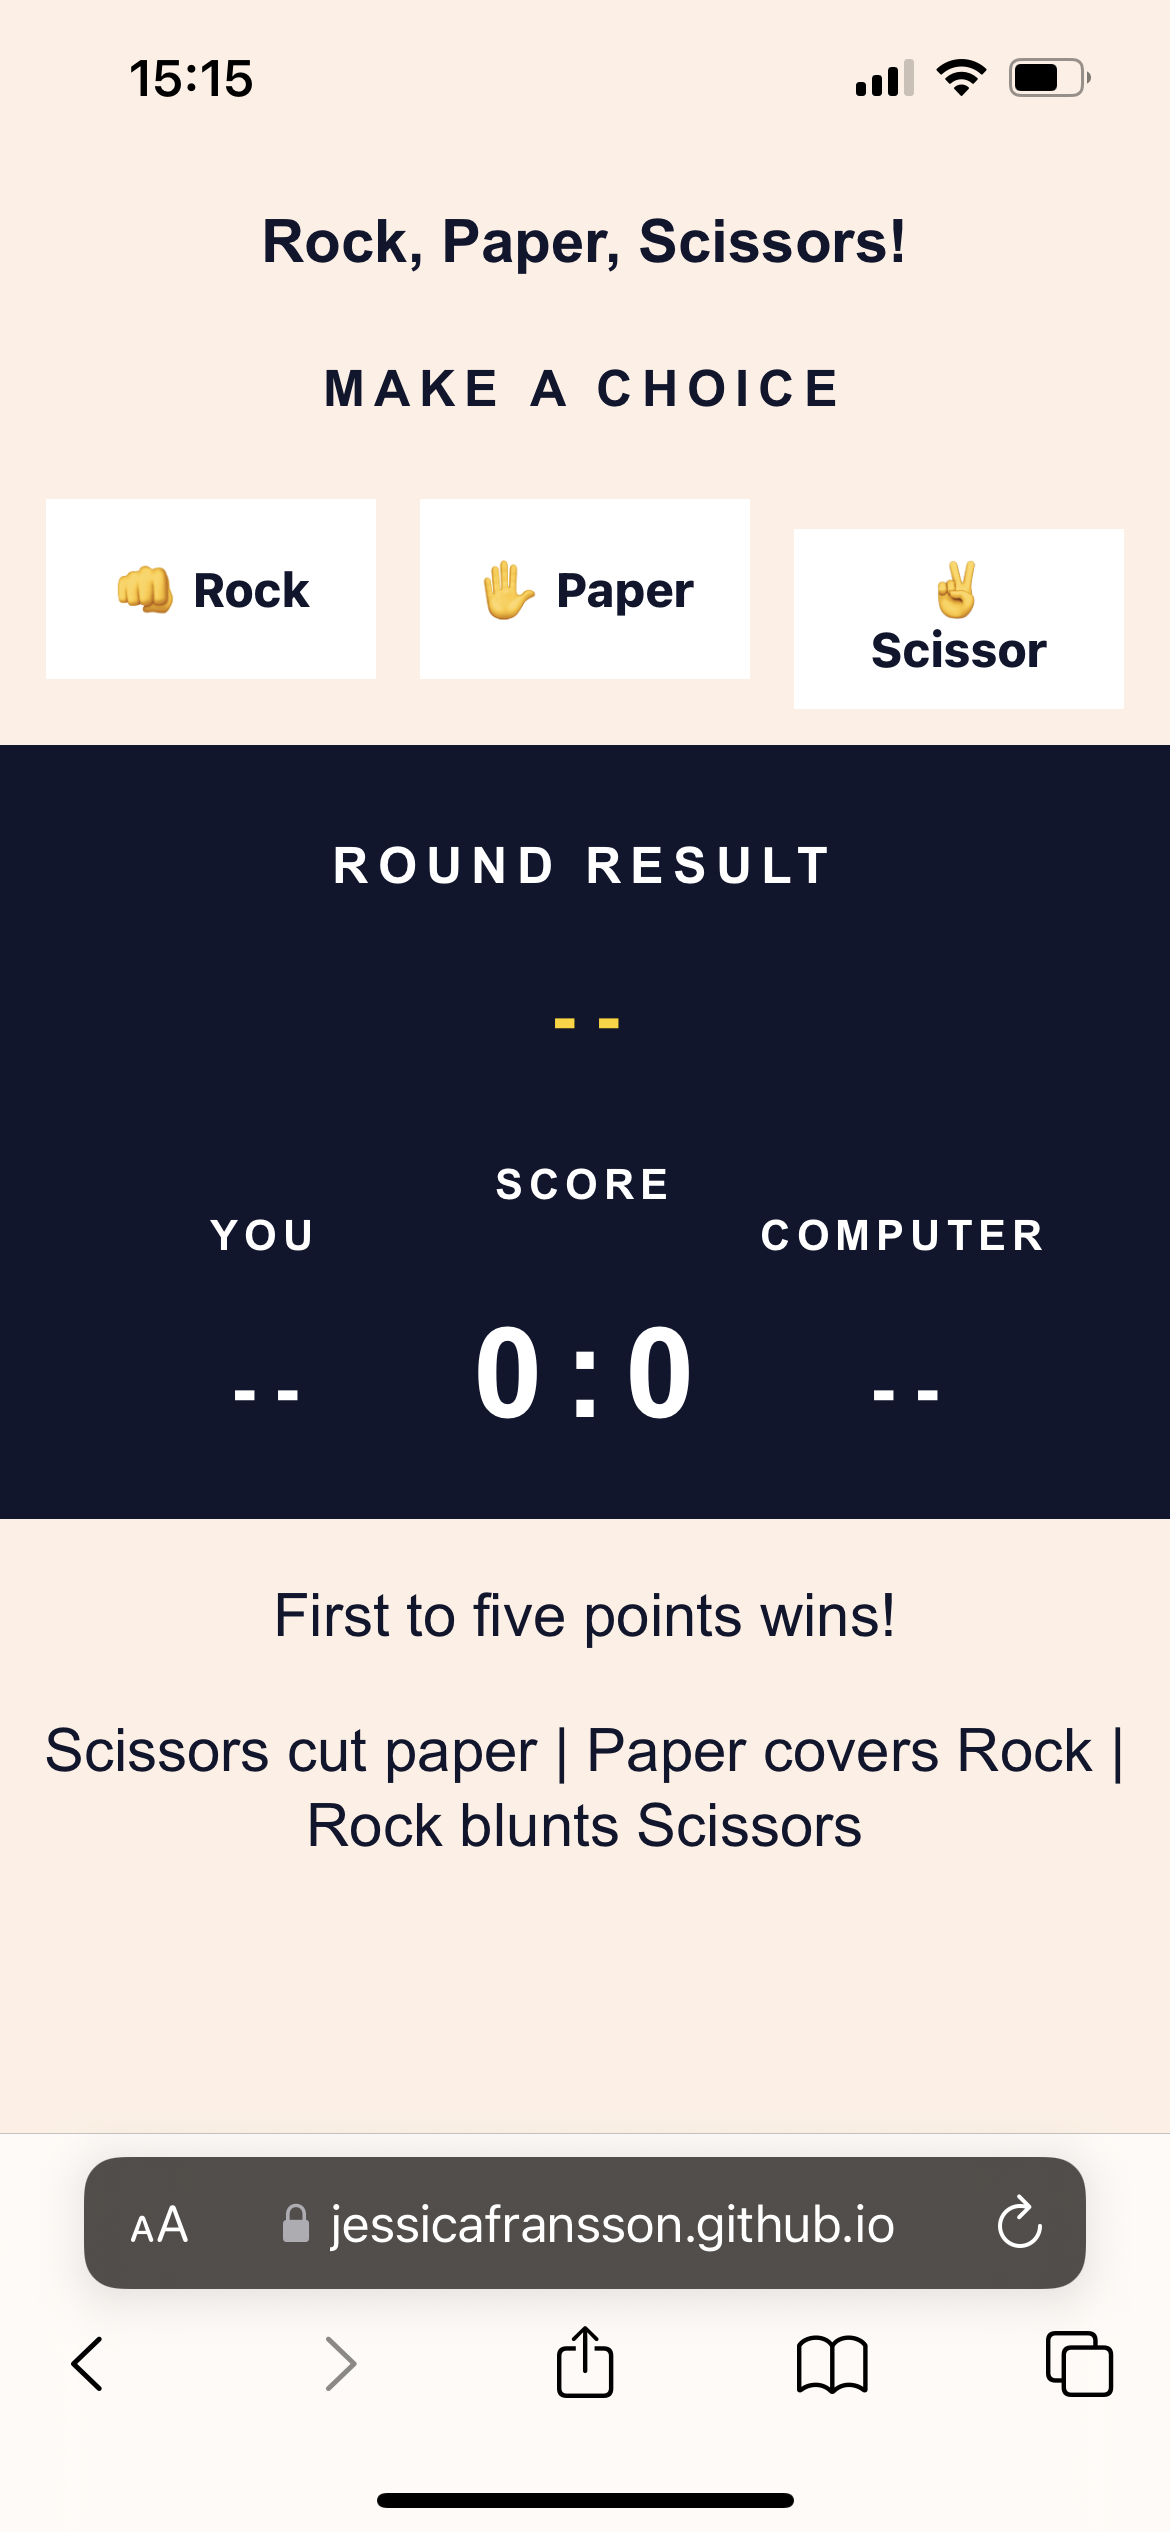 15:15
Rock, Paper, Scissors!
MAKE A CHOICE
👊 Rock
🖐 Paper
✌
Scissor
ROUND RESULT
--
SCORE
YOU
COMPUTER
--
0:0
--
First to five points wins!
Scissors cut paper | Paper covers Rock |
Rock blunts Scissors
AA
jessicafransson.github.io